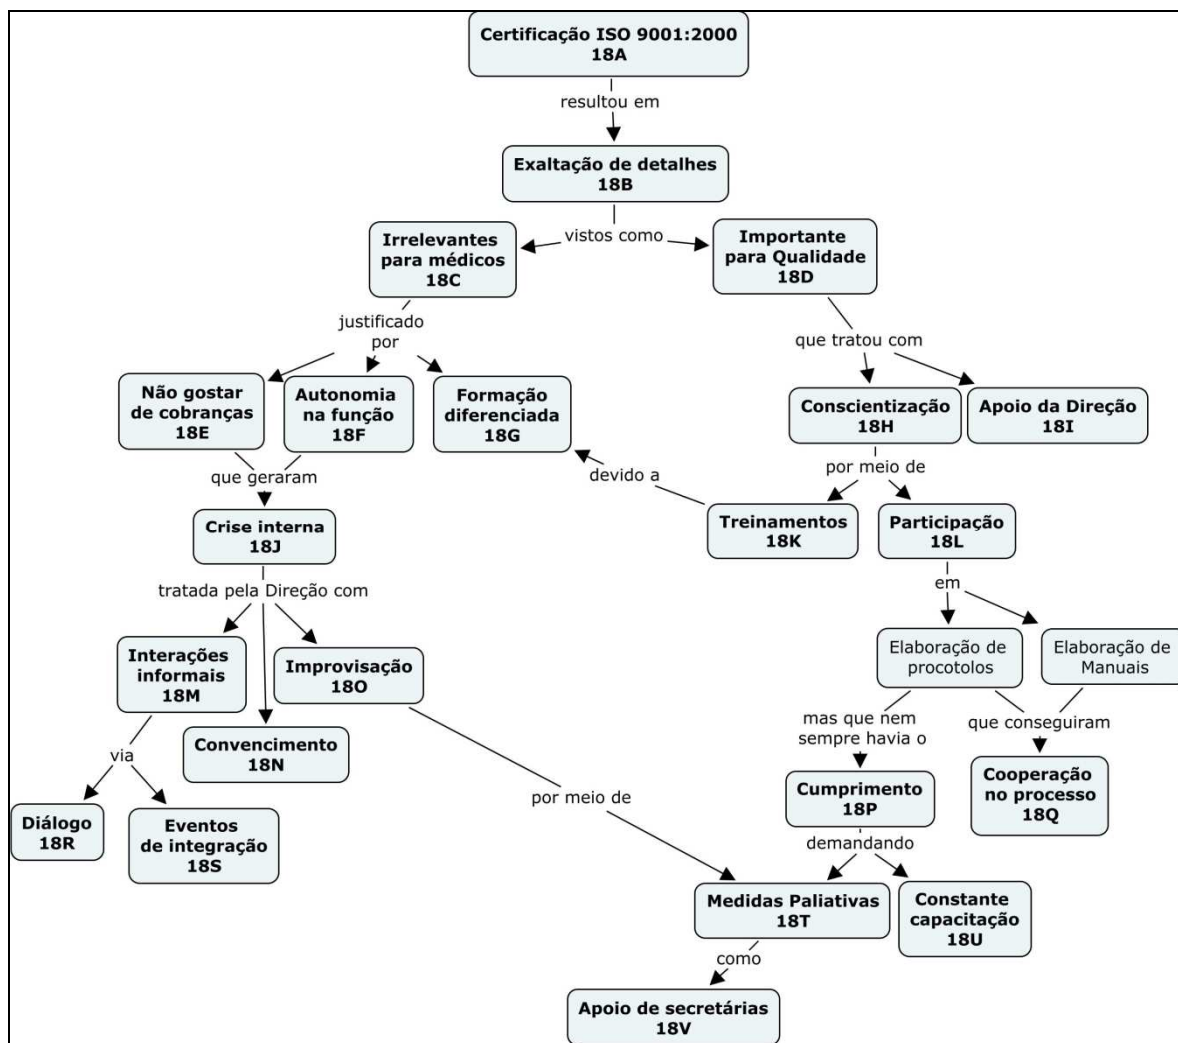 Certificação ISO 9001:2000
18A
resultou em
Exaltação de detalhes
18B
vistos como
Irrelevantes
para médicos
18C
Importante
para Qualidade
18D
justificado
por
que tratou com
Não gostar
de cobranças
18E
Autonomia
na função
18F
Formação
diferenciada
18G
Conscientização
18H
Apoio da Direção
18I
que geraram
devido a
por meio de
Crise interna
18J
Treinamentos
18K
Participação
18L
tratada pela Direção com
em
Interações
informais
18M
Improvisação
18O
Elaboração de
procotolos
Elaboração de
Manuais
Convencimento
18N
via
mas que nem
sempre havia o
que conseguiram
Diálogo
18R
Eventos
de integração
18S
por meio de
Cumprimento
18P
Cooperação
no processo
18Q
demandando
Medidas Paliativas
18T
Constante
capacitação
18U
como
Apoio de secretárias
18V